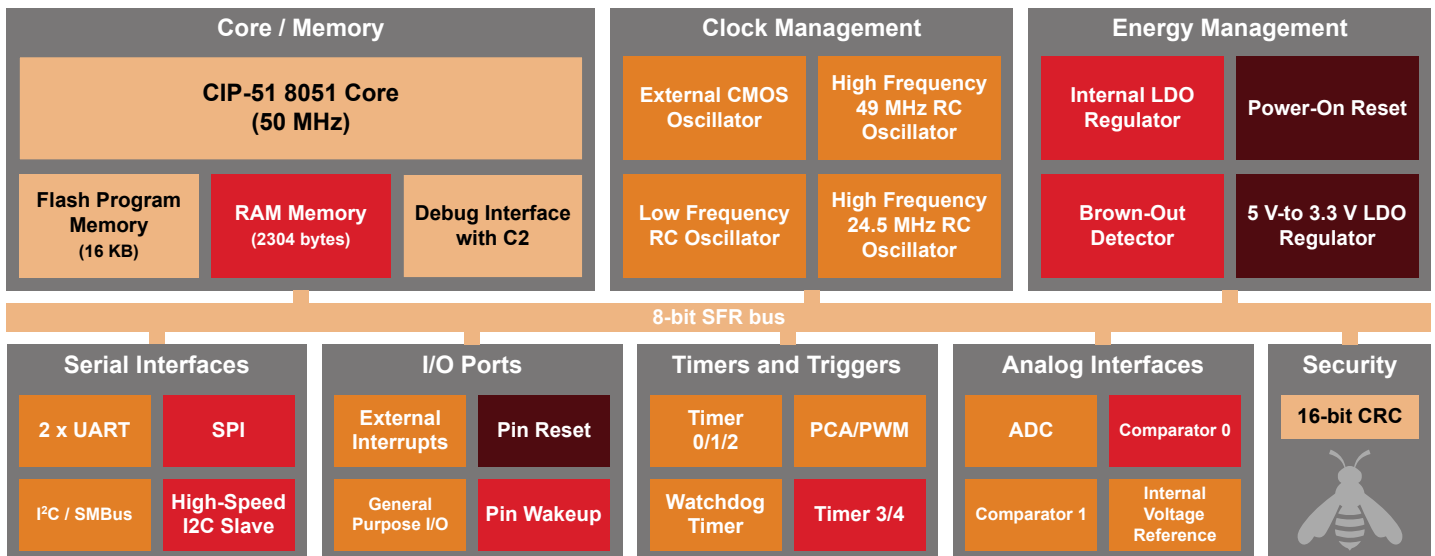 Core / Memory
CIP-51 8051 Core
(50 MHz)
Flash Program
Memory
(16 KB)
RAM Memory
(2304 bytes)
Debug Interface
with C2
Clock Management
External CMOS
Oscillator
High Frequency
49 MHz RC
Oscillator
Low Frequency
RC Oscillator
High Frequency
24.5 MHz RC
Oscillator
Energy Management
Internal LDO
Regulator
Power-On Reset
Brown-Out
Detector
5 V-to 3.3 V LDO
Regulator
8-bit SFR bus
Serial Interfaces
2 x UART
SPI
I²C / SMBus
High-Speed
I2C Slave
I/O Ports
External
Interrupts
Pin Reset
General
Purpose I/O
Pin Wakeup
Timers and Triggers
Timer
0/1/2
PCA/PWM
Watchdog
Timer
Timer 3/4
Analog Interfaces
ADC
Comparator 0
Comparator 1
Internal
Voltage
Reference
Security
16-bit CRC